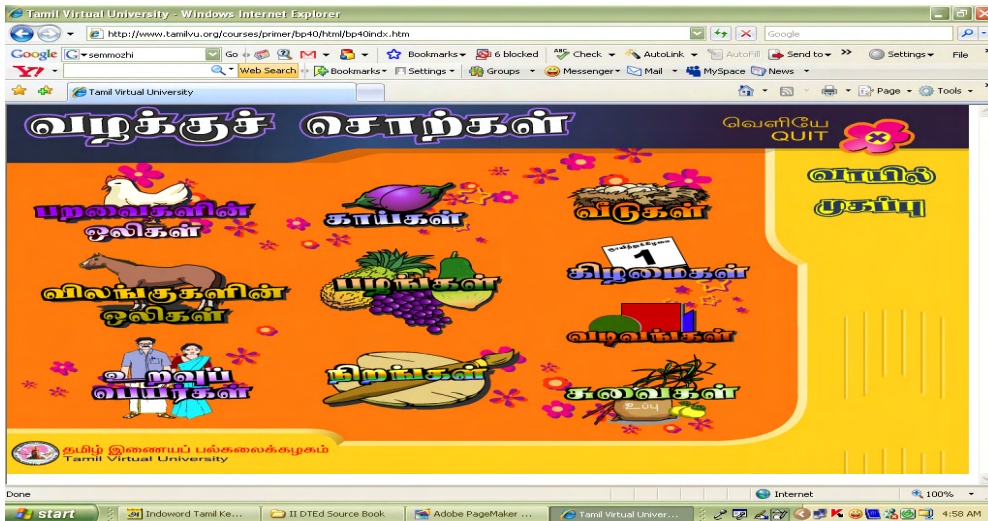 Tamil Virtual University - Windows Internet Explorer
http://www.tamilvu.org/courses/primer/bp40/html/bp40indx.htm
Google
Google semmozhi Go 6 blocked Bookmarks Check AutoLink AutoFill Send to Settings File
Y! Web Search Bookmarks Settings Groups Messenger Mail MySpace News
Tamil Virtual University Page Tools
வழக்குச் சொற்கள்
வெளியே
QUIT
வாயில்
முகப்பு
பறவைகளின்
ஒலிகள்
காய்கள்
வீடுகள்
ஞாயிற்றுக்கிழமை
1
கிழமைகள்
விலங்குகளின்
ஒலிகள்
பழங்கள்
வடிவங்கள்
உறவுப்
பெயர்கள்
நிறங்கள்
சுவைகள்
உப்பு
தமிழ் இணையப் பல்கலைக்கழகம்
Tamil Virtual University
Done Internet 100%
start Indoword Tamil Ke... II DTEd Source Book Adobe PageMaker ... Tamil Virtual Univer... 4:58 AM